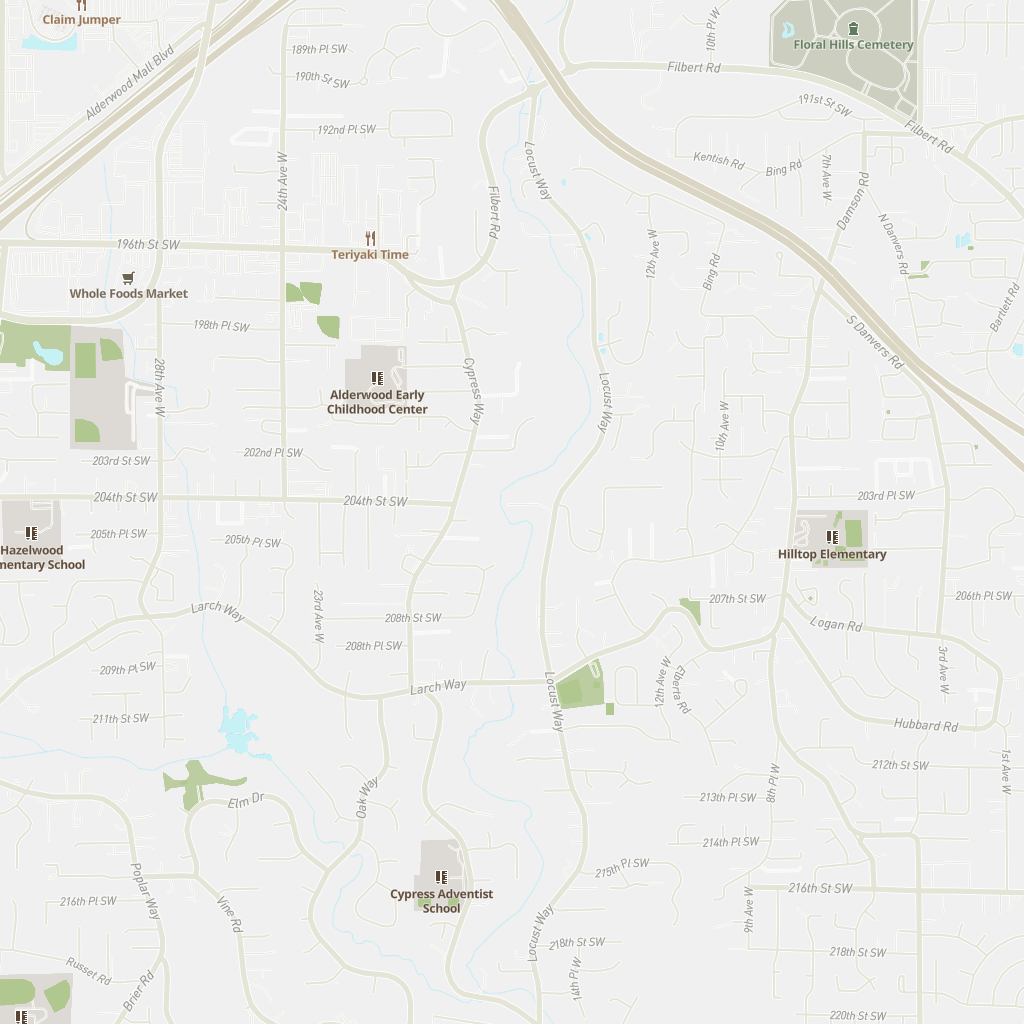 Claim Jumper
Alderwood Mall Blvd
189th Pl SW
190th St SW
10th Pl W
Floral Hills Cemetery
Filbert Rd
191st St SW
192nd Pl SW
Filbert Rd
Locust Way
Kentish Rd
Bing Rd
7th Ave W
24th Ave W
Damson Rd
Filbert Rd
N Danvers Rd
196th St SW
Teriyaki Time
12th Ave W
Bing Rd
Whole Foods Market
Bartlett Rd
198th Pl SW
S Danvers Rd
28th Ave W
Cypress Way
Locust Way
Alderwood Early
Childhood Center
10th Ave W
203rd St SW
202nd Pl SW
204th St SW
204th St SW
203rd Pl SW
205th Pl SW
205th Pl SW
Hazelwood
mentary School
Hilltop Elementary
23rd Ave W
Larch Way
208th St SW
207th St SW
206th Pl SW
Logan Rd
208th Pl SW
209th Pl SW
3rd Ave W
12th Ave W
Elberta Rd
Larch Way
Locust Way
211th St SW
Hubbard Rd
212th St SW
1st Ave W
8th Pl W
Oak Way
Elm Dr
213th Pl SW
214th Pl SW
215th Pl SW
Poplar Way
Cypress Adventist
School
216th St SW
216th Pl SW
Vine Rd
9th Ave W
Locust Way
218th St SW
218th St SW
Russet Rd
Brier Rd
14th Pl W
220th St SW